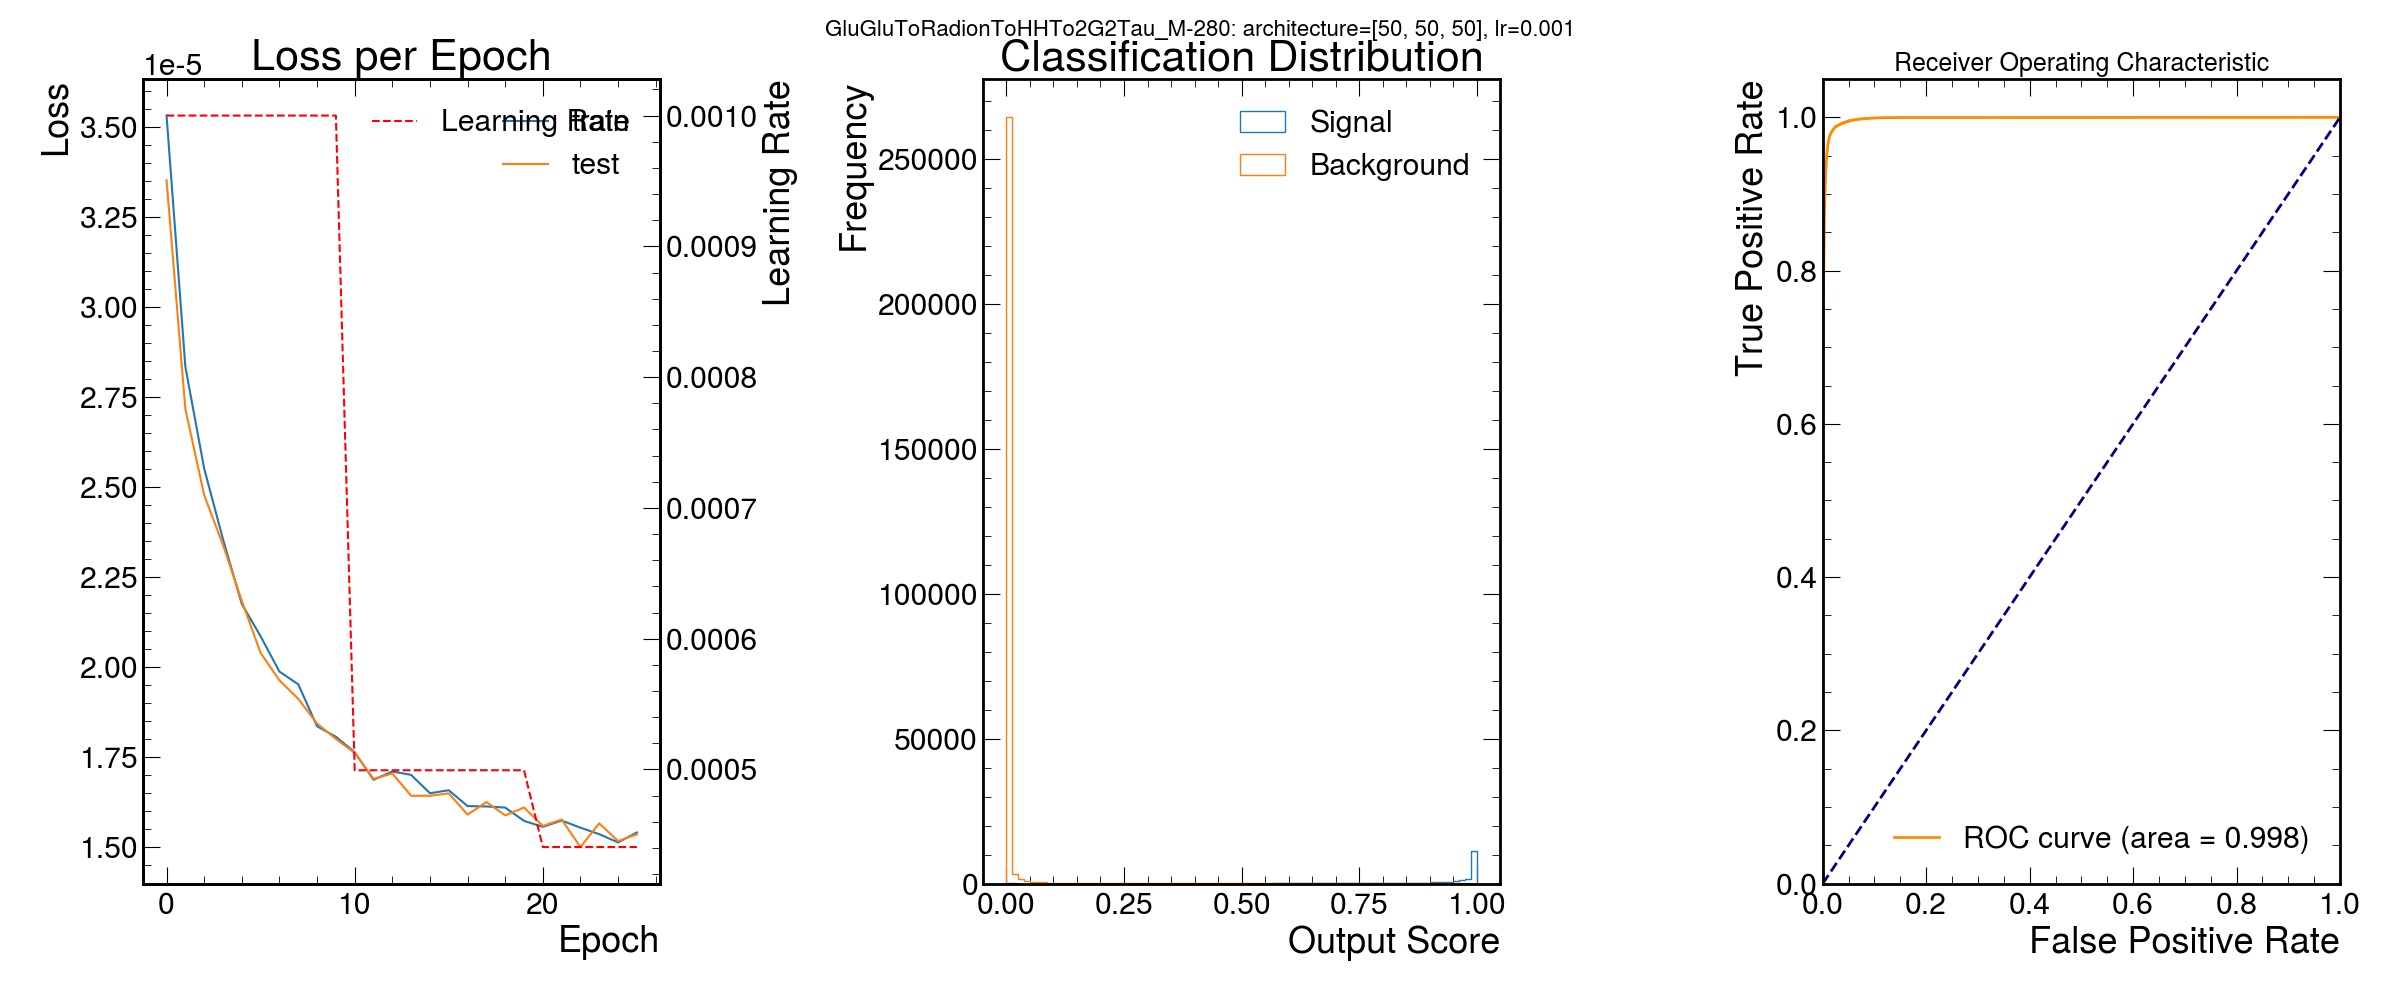 GluGluToRadionToHHTo2G2Tau_M-280: architecture=[50, 50, 50], lr=0.001
Loss per Epoch
1e-5
Loss
3.50
3.25
3.00
2.75
2.50
2.25
2.00
1.75
1.50
0
10
20
Epoch
Learning Rate
train
test
0.0010
0.0009
0.0008
0.0007
0.0006
0.0005
Learning Rate
Classification Distribution
Frequency
250000
200000
150000
100000
50000
0
0.00
0.25
0.50
0.75
1.00
Output Score
Signal
Background
Receiver Operating Characteristic
True Positive Rate
1.0
0.8
0.6
0.4
0.2
0.0
0.0
0.2
0.4
0.6
0.8
1.0
False Positive Rate
ROC curve (area = 0.998)